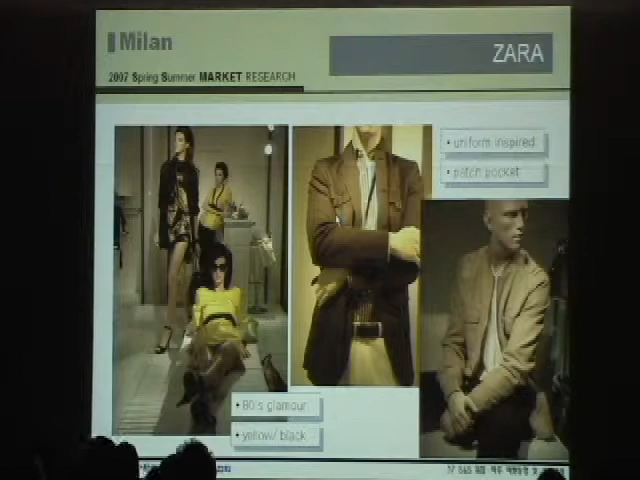 Milan
ZARA
2007 Spring Summer MARKET RESEARCH
• uniform inspired
• patch pocket
• 80's glamour
• yellow/ black